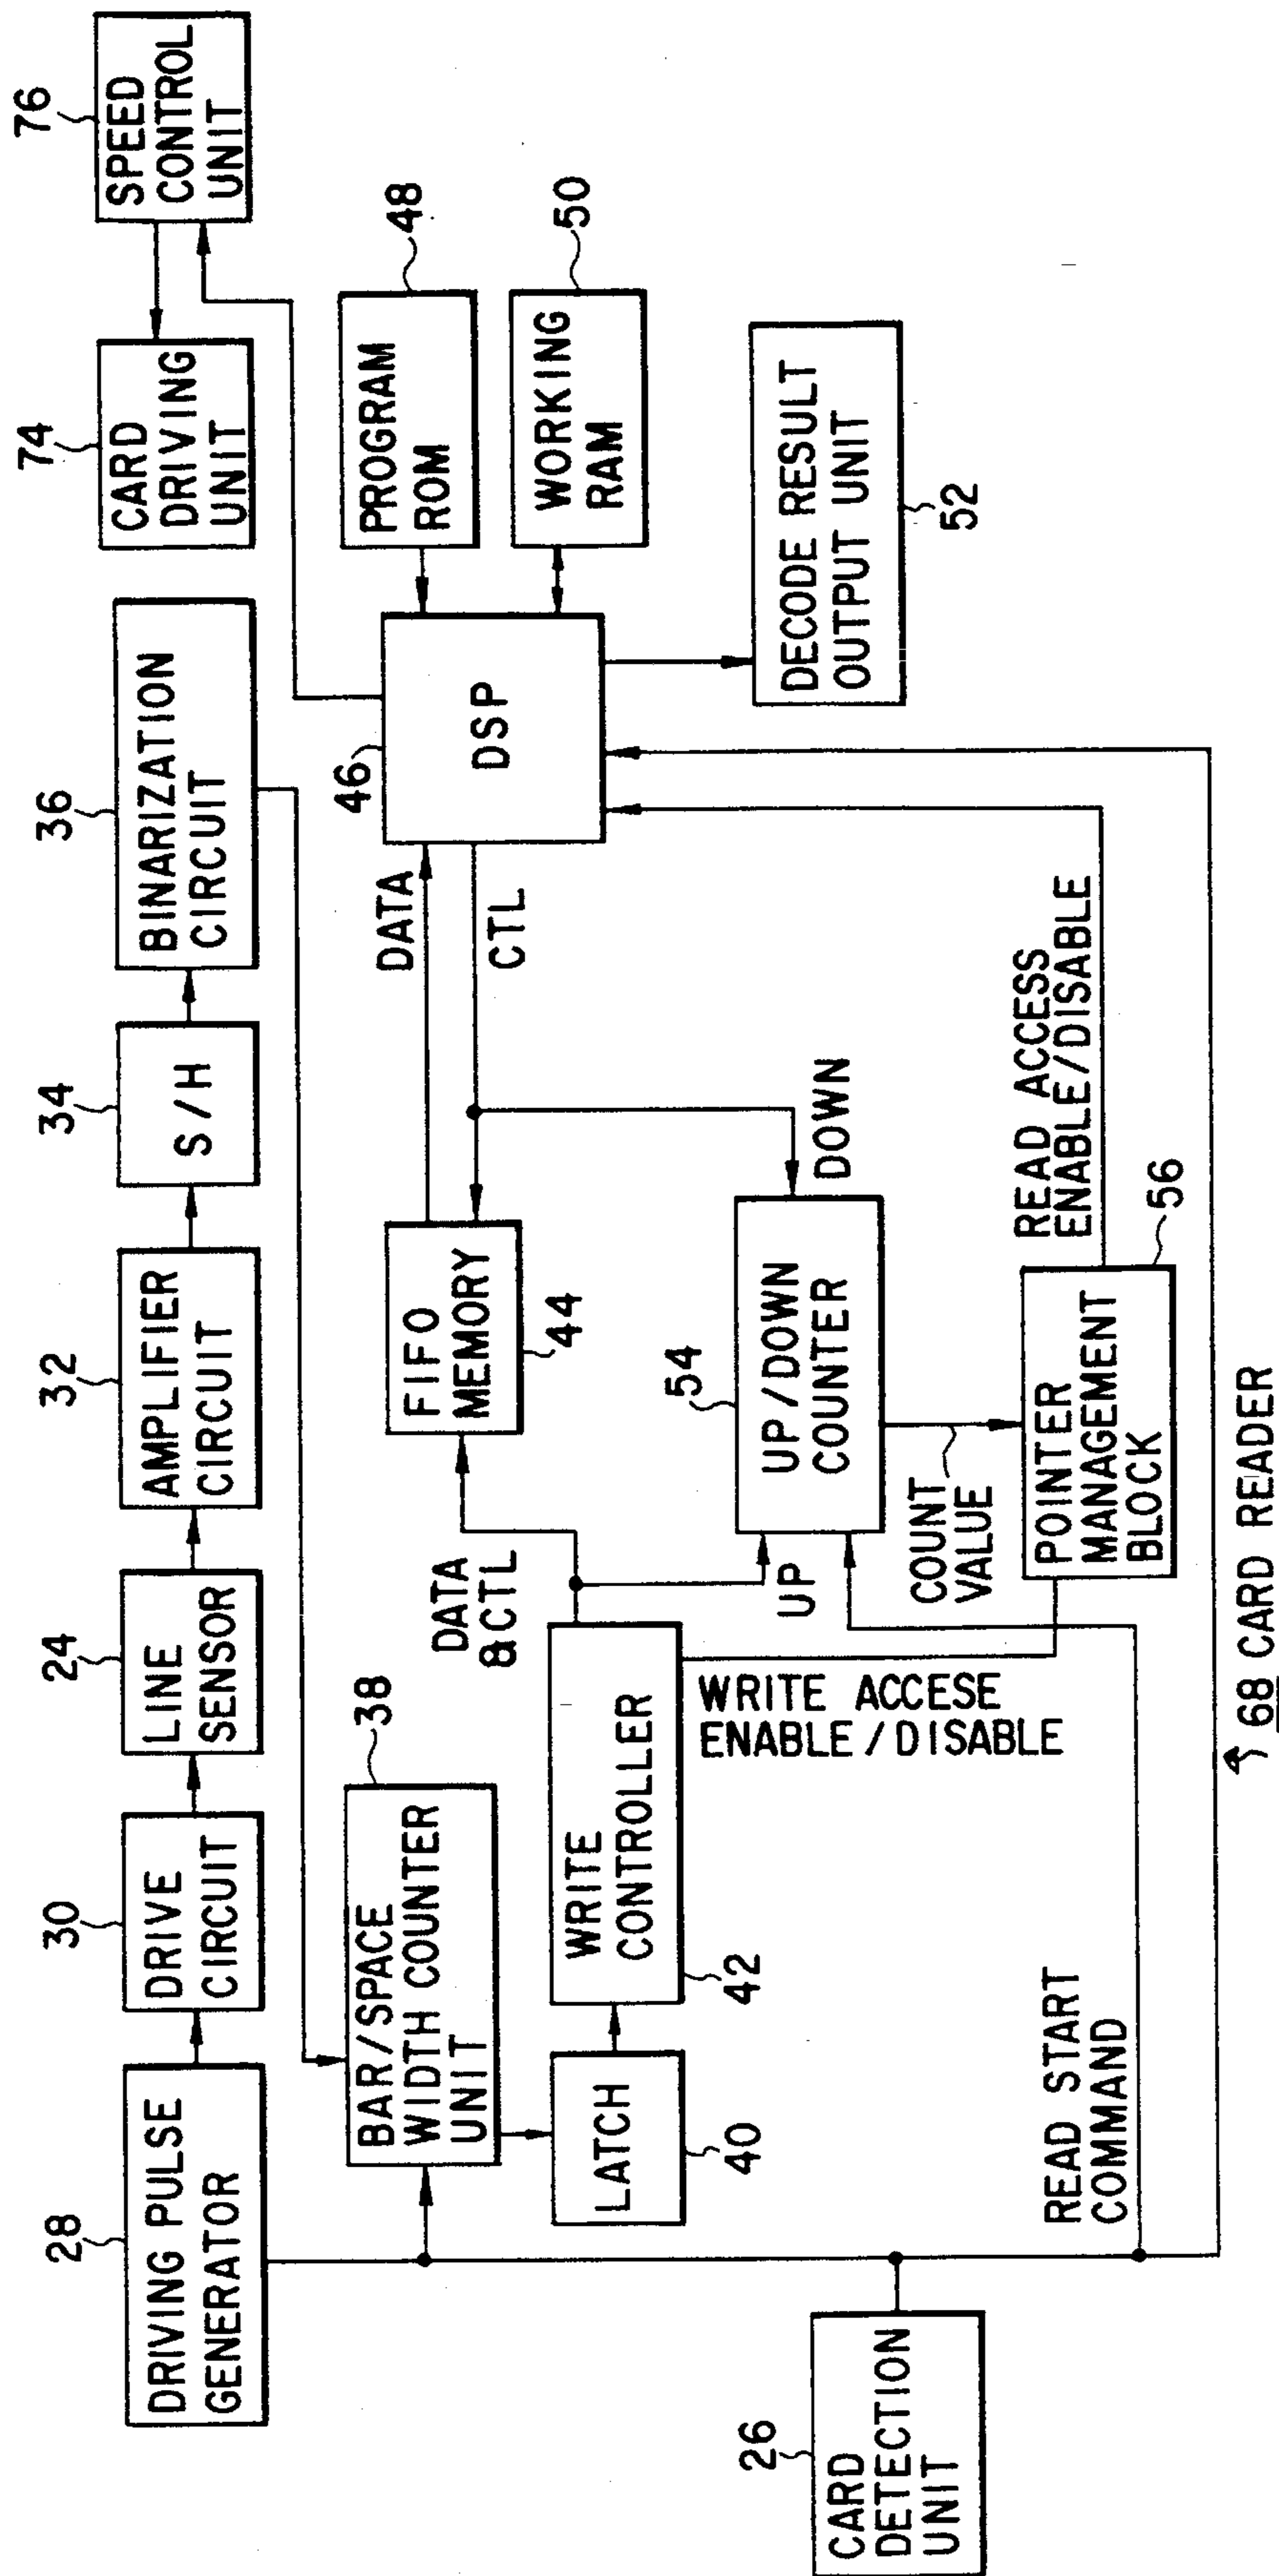 28
DRIVING PULSE
GENERATOR
30
DRIVE
CIRCUIT
24
LINE
SENSOR
32
AMPLIFIER
CIRCUIT
34
S/H
36
BINARIZATION
CIRCUIT
74
CARD
DRIVING
UNIT
76
SPEED
CONTROL
UNIT
38
BAR/SPACE
WIDTH COUNTER
UNIT
LATCH
40
WRITE
CONTROLLER
42
DATA
&CTL
FIFO
MEMORY
44
DATA
CTL
46
DSP
PROGRAM
ROM
48
WORKING
RAM
50
DECODE RESULT
OUTPUT UNIT
52
UP
54
UP/DOWN
COUNTER
DOWN
WRITE ACCESE
ENABLE/DISABLE
COUNT
VALUE
POINTER
MANAGEMENT
BLOCK
56
READ ACCESS
ENABLE/DISABLE
26
CARD
DETECTION
UNIT
READ START
COMMAND
68 CARD READER